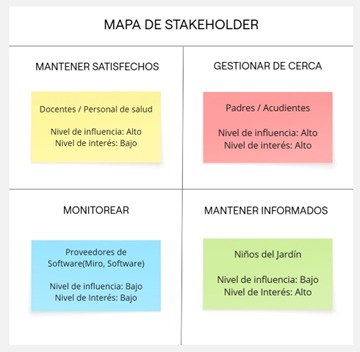 MAPA DE STAKEHOLDER
MANTENER SATISFECHOS
Docentes / Personal de salud
Nivel de influencia: Alto
Nivel de interés: Bajo
GESTIONAR DE CERCA
Padres / Acudientes
Nivel de influencia: Alto
Nivel de interés: Alto
MONITOREAR
Proveedores de
Software(Miro, Software)
Nivel de influencia: Bajo
Nivel de Interés: Bajo
MANTENER INFORMADOS
Niños del Jardín
Nivel de influencia: Bajo
Nivel de Interés: Alto